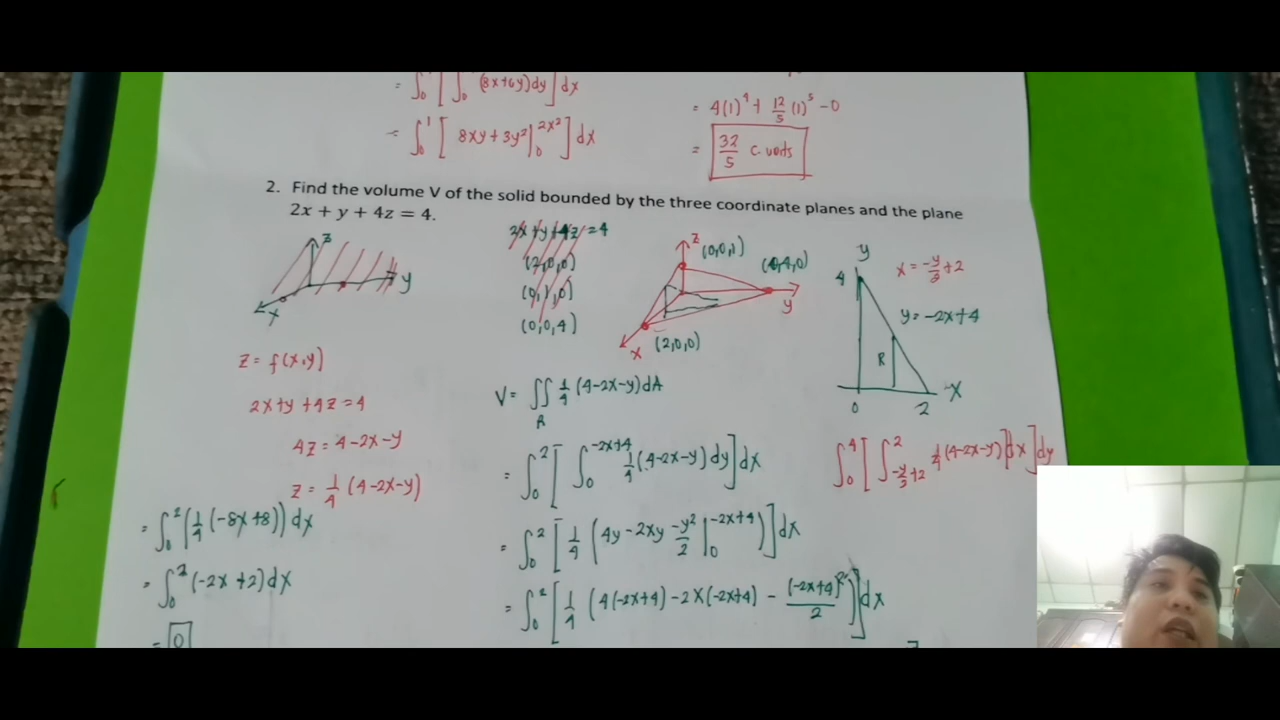 = ∫₀¹ [ ∫₀ (8x+6y)dy ] dx
= ∫₀¹ [ 8xy + 3y² |₀^2x² ] dx
= 4(1)⁴ + 12/5 (1)⁵ - 0
= 32/5 c. units
2. Find the volume V of the solid bounded by the three coordinate planes and the plane
2x + y + 4z = 4.
z
y
x
2x+y+4z=4
(2,0,0)
(0,1,0)
(0,0,4)
z
(0,0,1)
(0,4,0)
y
x
(2,0,0)
y
4
R
0
2
x
x = -y/2 + 2
y = -2x+4
z = f(x,y)
2x+y+4z=4
4z = 4-2x-y
z = 1/4 (4-2x-y)
= ∫₀² (1/4 (-8x+8)) dx
= ∫₀² (-2x+2) dx
= 0
V = ∬ 1/4 (4-2x-y) dA
R
= ∫₀² [ ∫₀^-2x+4 1/4 (4-2x-y) dy ] dx
= ∫₀² [ 1/4 ( 4y - 2xy - y²/2 |₀^-2x+4 ) ] dx
= ∫₀² [ 1/4 ( 4(-2x+4) - 2x(-2x+4) - (-2x+4)²/2 ) ] dx
∫₀⁴ [ ∫_-y/2+2^2 1/4 (4-2x-y) dx ] dy